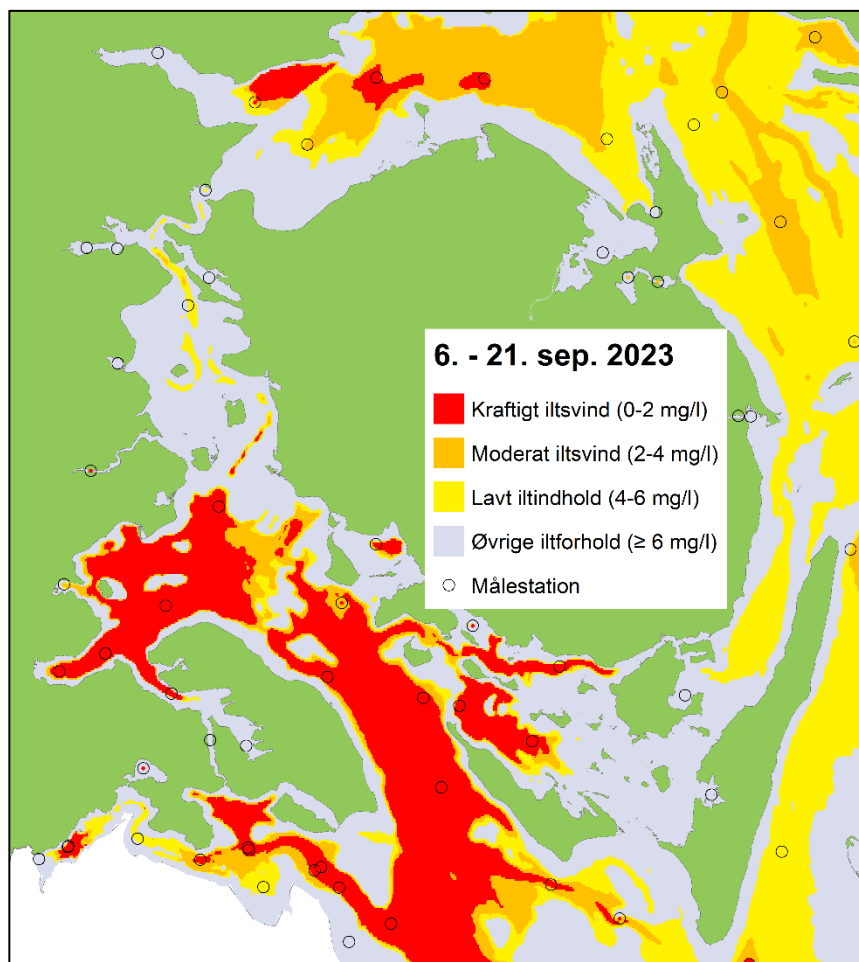 6. - 21. sep. 2023
Kraftigt iltsvind (0-2 mg/l)
Moderat iltsvind (2-4 mg/l)
Lavt iltindhold (4-6 mg/l)
Øvrige iltforhold (≥ 6 mg/l)
Målestation